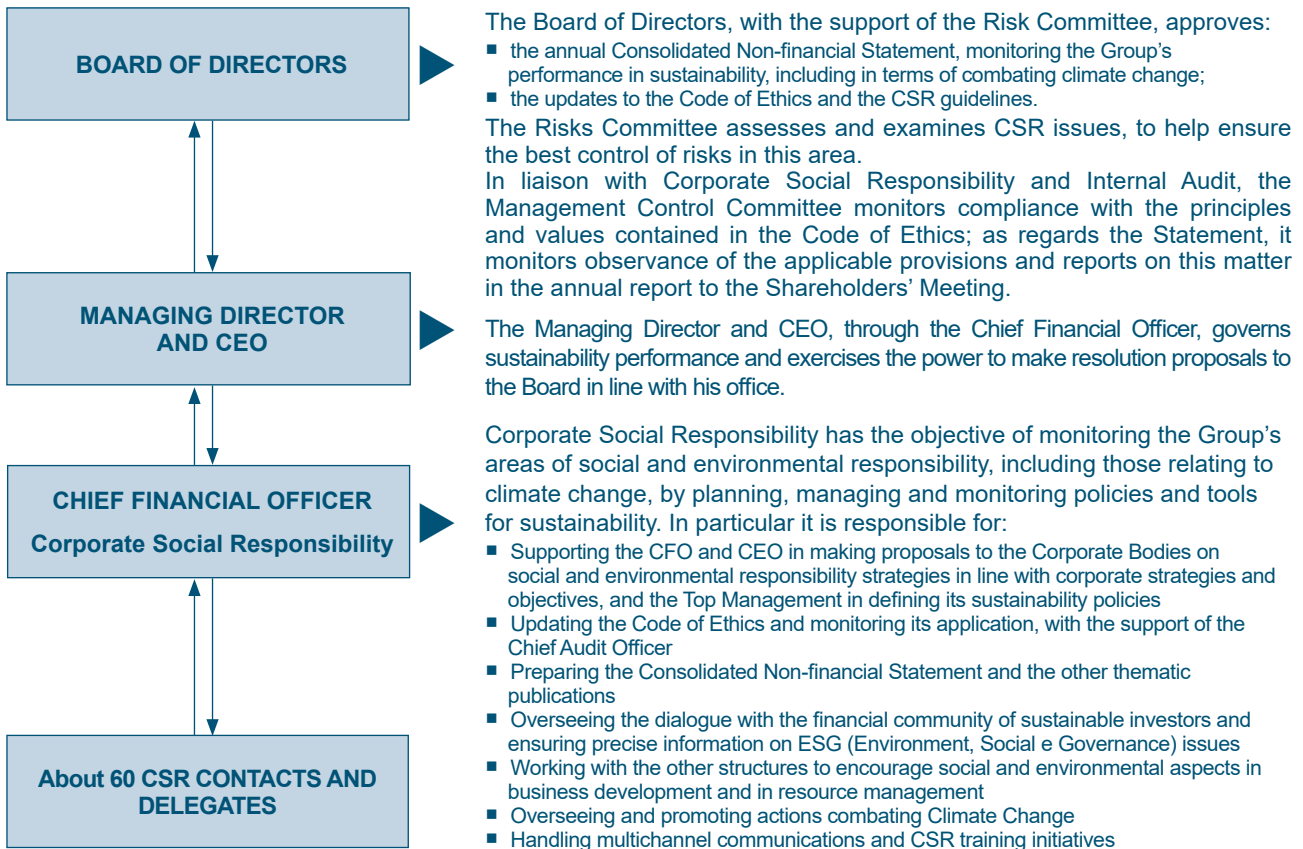 BOARD OF DIRECTORS
The Board of Directors, with the support of the Risk Committee, approves:
■ the annual Consolidated Non-financial Statement, monitoring the Group's
performance in sustainability, including in terms of combating climate change;
■ the updates to the Code of Ethics and the CSR guidelines.
The Risks Committee assesses and examines CSR issues, to help ensure
the best control of risks in this area.
In liaison with Corporate Social Responsibility and Internal Audit, the
Management Control Committee monitors compliance with the principles
and values contained in the Code of Ethics; as regards the Statement, it
monitors observance of the applicable provisions and reports on this matter
in the annual report to the Shareholders' Meeting.
MANAGING DIRECTOR
AND CEO
The Managing Director and CEO, through the Chief Financial Officer, governs
sustainability performance and exercises the power to make resolution proposals to
the Board in line with his office.
CHIEF FINANCIAL OFFICER
Corporate Social Responsibility
Corporate Social Responsibility has the objective of monitoring the Group's
areas of social and environmental responsibility, including those relating to
climate change, by planning, managing and monitoring policies and tools
for sustainability. In particular it is responsible for:
■ Supporting the CFO and CEO in making proposals to the Corporate Bodies on
social and environmental responsibility strategies in line with corporate strategies and
objectives, and the Top Management in defining its sustainability policies
■ Updating the Code of Ethics and monitoring its application, with the support of the
Chief Audit Officer
■ Preparing the Consolidated Non-financial Statement and the other thematic
publications
■ Overseeing the dialogue with the financial community of sustainable investors and
ensuring precise information on ESG (Environment, Social e Governance) issues
■ Working with the other structures to encourage social and environmental aspects in
business development and in resource management
■ Overseeing and promoting actions combating Climate Change
■ Handling multichannel communications and CSR training initiatives
About 60 CSR CONTACTS AND
DELEGATES